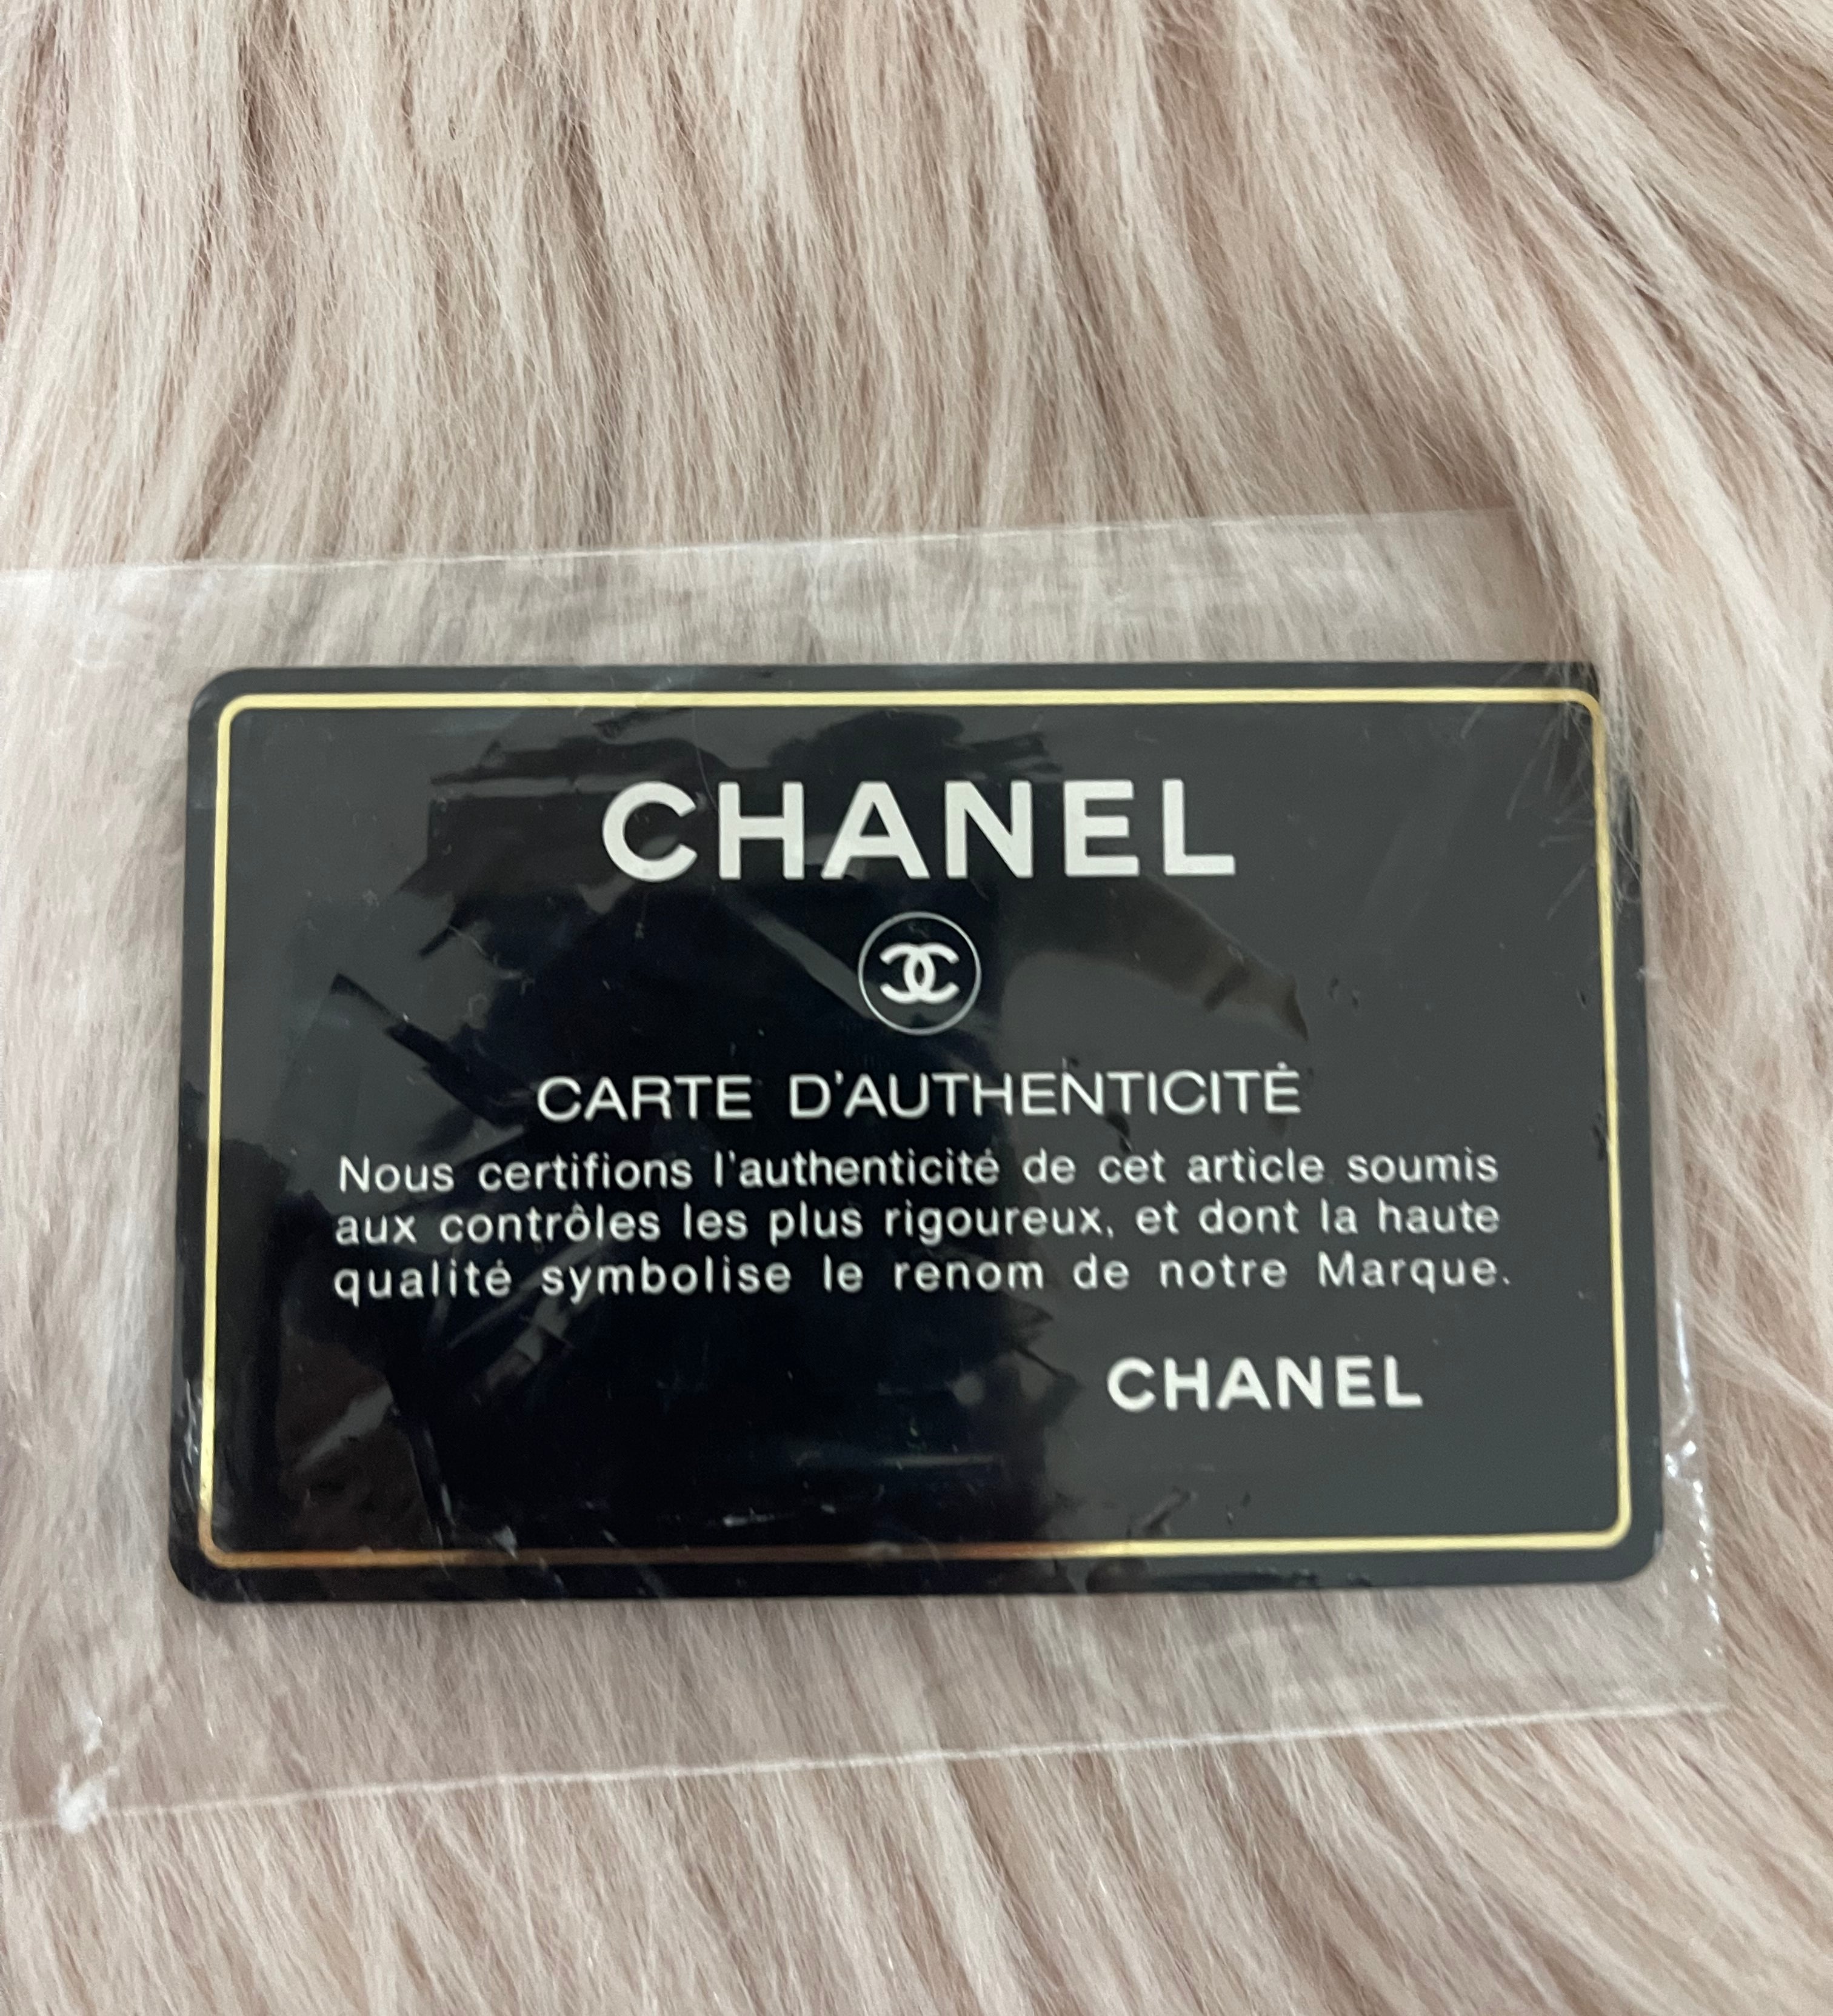 CHANEL
CARTE D'AUTHENTICITÉ
Nous certifions l'authenticité de cet article soumis
aux contrôles les plus rigoureux, et dont la haute
qualité symbolise le renom de notre Marque.
CHANEL